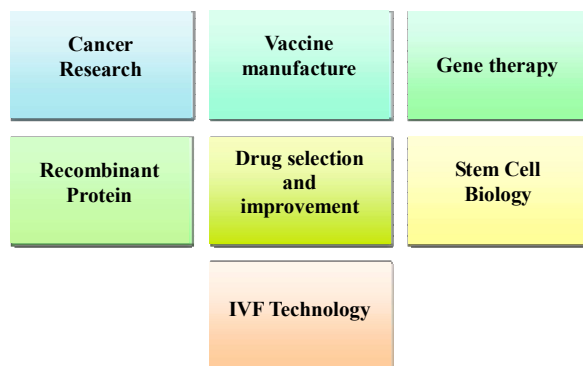 Cancer
Research
Vaccine
manufacture
Gene therapy
Recombinant
Protein
Drug selection
and
improvement
Stem Cell
Biology
IVF Technology